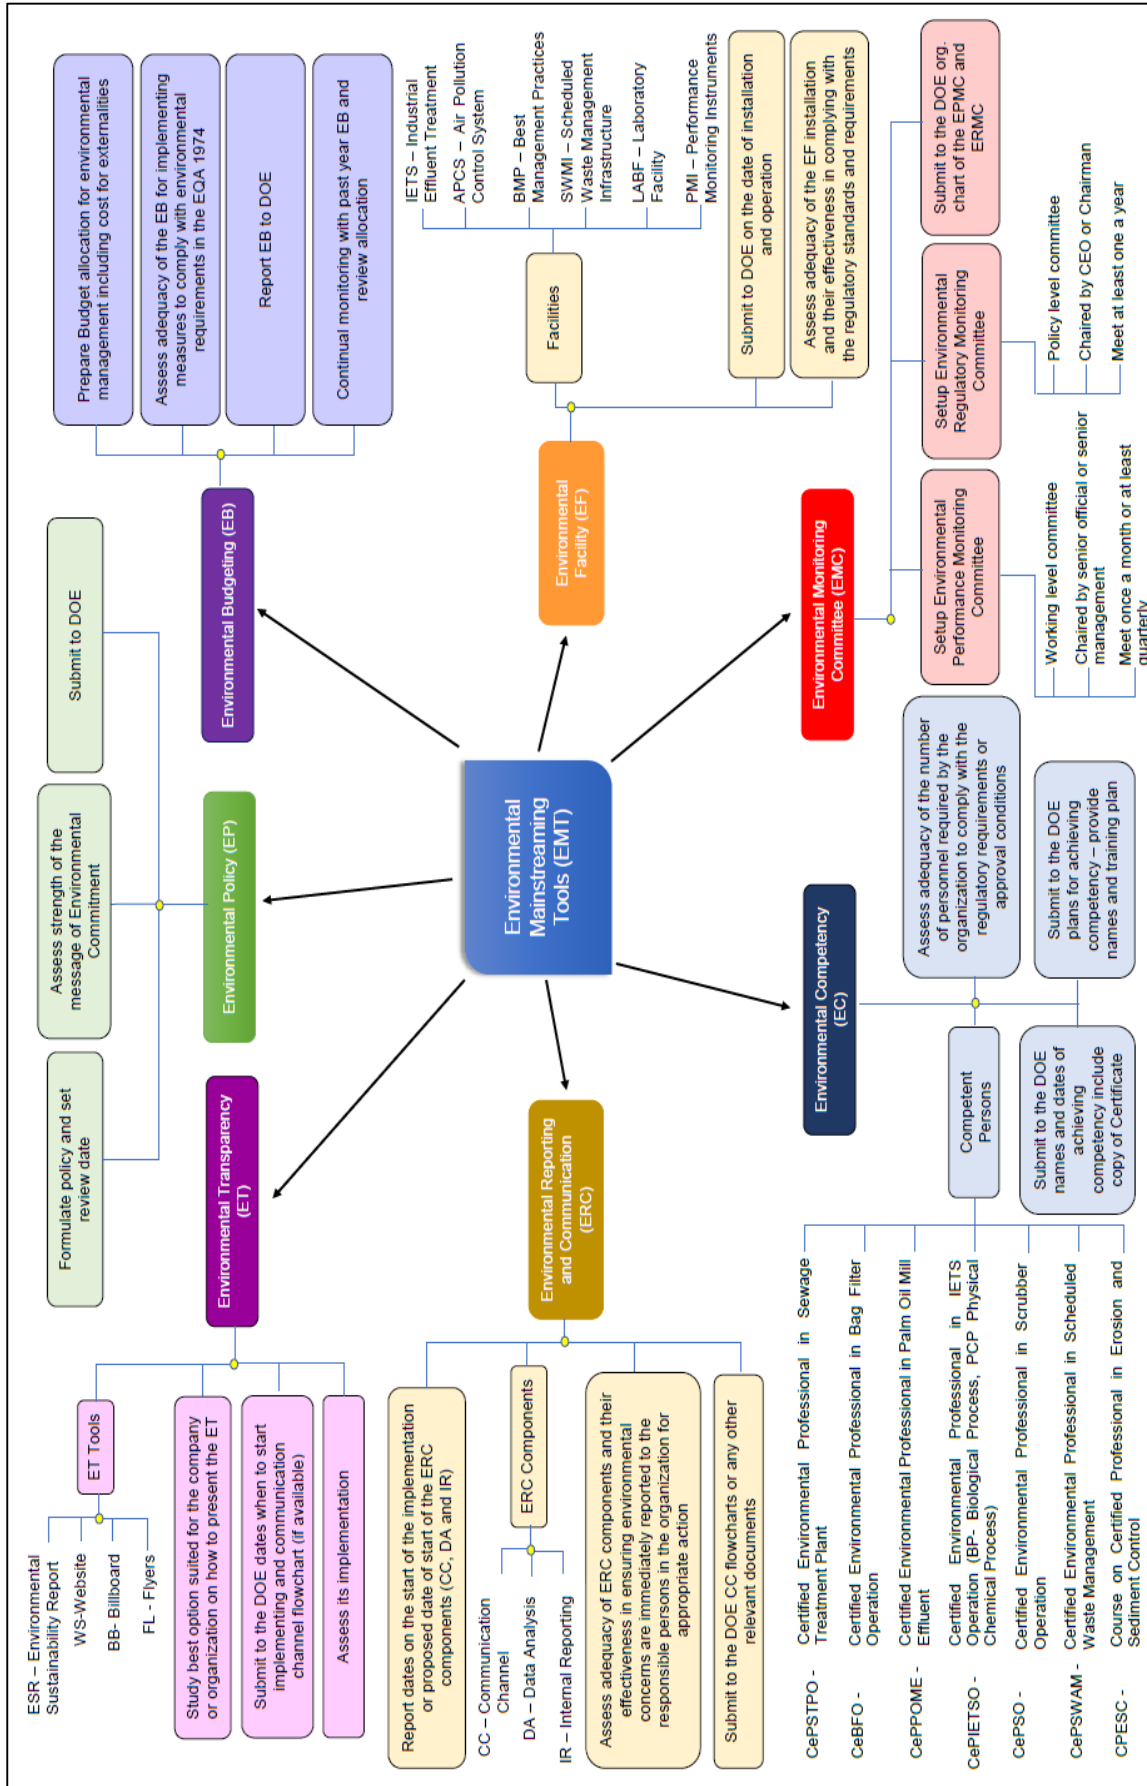 Formulate policy and set
review date
Assess strength of the
message of Environmental
Commitment
Submit to DOE
Environmental Policy (EP)
ET Tools
ESR – Environmental
Sustainability Report
WS-Website
BB- Billboard
FL - Flyers
Study best option suited for the company
or organization on how to present the ET
Submit to the DOE dates when to start
implementing and communication
channel flowchart (if available)
Assess its implementation
Environmental Transparency
(ET)
Environmental Budgeting (EB)
Prepare Budget allocation for environmental
management including cost for externalities
Assess adequacy of the EB for implementing
measures to comply with environmental
requirements in the EQA 1974
Report EB to DOE
Continual monitoring with past year EB and
review allocation
Environmental
Mainstreaming
Tools (EMT)
Report dates on the start of the implementation
or proposed date of start of the ERC
components (CC, DA and IR)
ERC Components
CC – Communication
Channel
DA – Data Analysis
IR – Internal Reporting
Assess adequacy of ERC components and their
effectiveness in ensuring environmental
concerns are immediately reported to the
responsible persons in the organization for
appropriate action
Submit to the DOE CC flowcharts or any other
relevant documents
Environmental Reporting
and Communication
(ERC)
Environmental
Facility (EF)
Facilities
IETS – Industrial
Effluent Treatment
APCS – Air Pollution
Control System
BMP – Best
Management Practices
SWMI – Scheduled
Waste Management
Infrastructure
LABF – Laboratory
Facility
PMI – Performance
Monitoring Instruments
Submit to DOE on the date of installation
and operation
Assess adequacy of the EF installation
and their effectiveness in complying with
the regulatory standards and requirements
Environmental Competency
(EC)
Competent
Persons
CePSTPO - Certified Environmental Professional in Sewage
Treatment Plant
CeBFO - Certified Environmental Professional in Bag Filter
Operation
CePPOME - Certified Environmental Professional in Palm Oil Mill
Effluent
CePIETSO - Certified Environmental Professional in IETS
Operation (BP- Biological Process, PCP Physical
Chemical Process)
CePSO - Certified Environmental Professional in Scrubber
Operation
CePSWAM - Certified Environmental Professional in Scheduled
Waste Management
CPESC - Course on Certified Professional in Erosion and
Sediment Control
Assess adequacy of the number
of personnel required by the
organization to comply with the
regulatory requirements or
approval conditions
Submit to the DOE
names and dates of
achieving
competency include
copy of Certificate
Submit to the DOE
plans for achieving
competency – provide
names and training plan
Environmental Monitoring
Committee (EMC)
Setup Environmental
Performance Monitoring
Committee
Working level committee
Chaired by senior official or senior
management
Meet once a month or at least
quarterly
Setup Environmental
Regulatory Monitoring
Committee
Policy level committee
Chaired by CEO or Chairman
Meet at least one a year
Submit to the DOE org.
chart of the EPMC and
ERMC